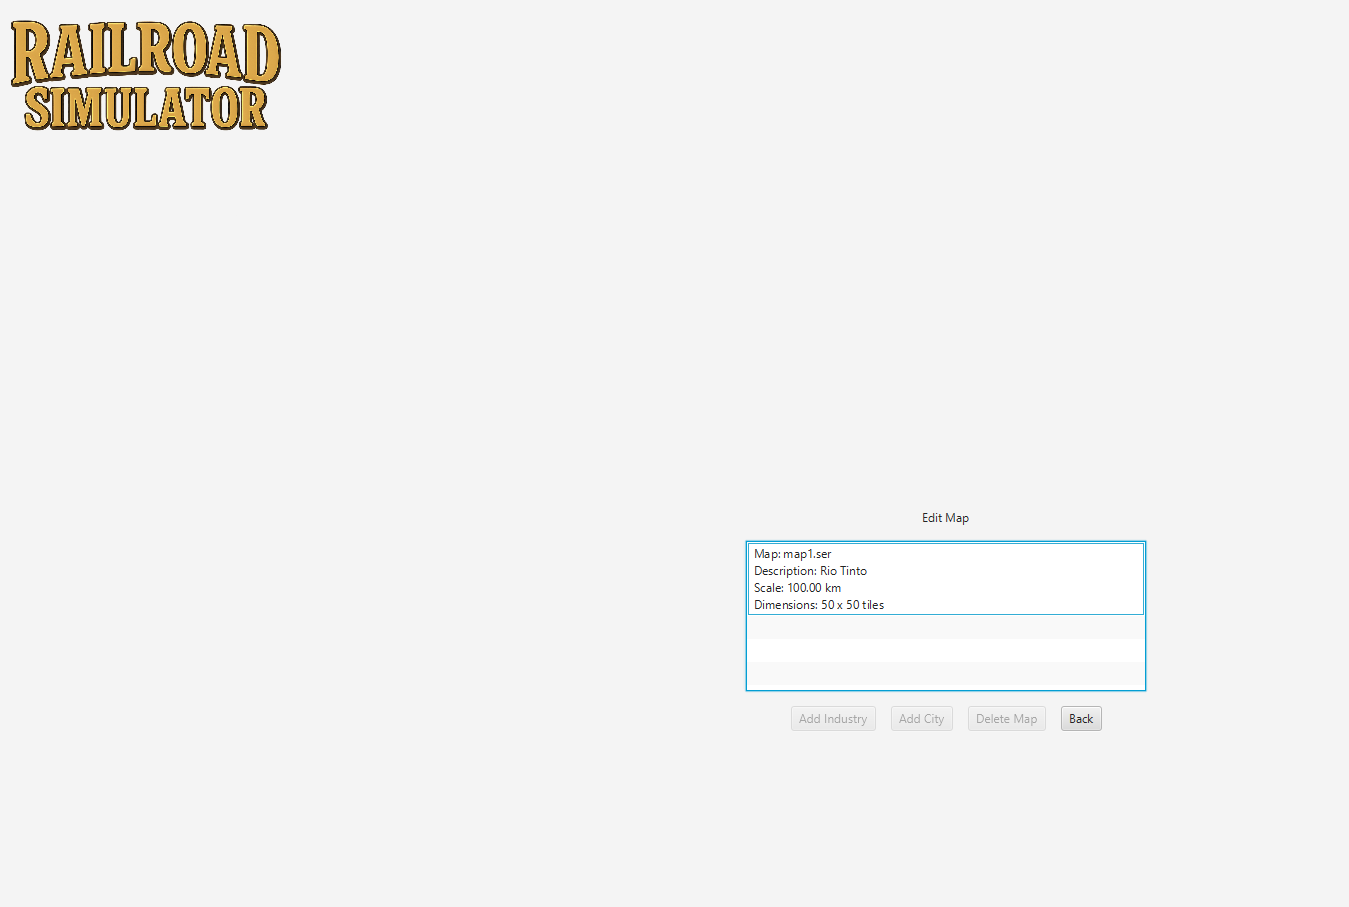 RAILROAD
SIMULATOR
Edit Map
Map: map1.ser
Description: Rio Tinto
Scale: 100.00 km
Dimensions: 50 x 50 tiles
Add Industry
Add City
Delete Map
Back